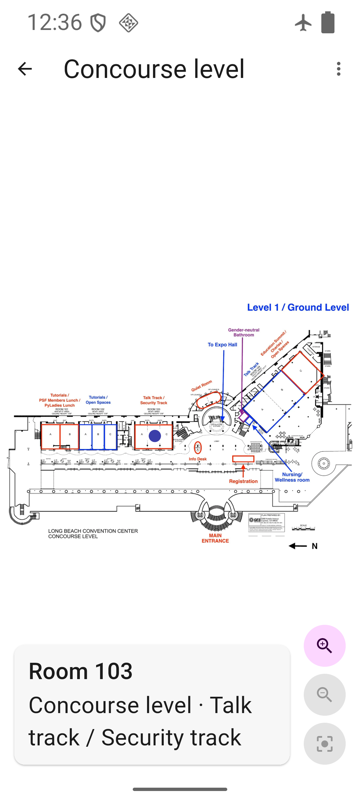 12:36
Concourse level
Level 1 / Ground Level
Gender-neutral
Bathroom
To Expo Hall
Talk Track
Quiet Room
Tutorials /
PSF Members Lunch /
PyLadies Lunch
Tutorials /
Open Spaces
Talk Track /
Security Track
Info Desk
Registration
Nursing/
Wellness room
LONG BEACH CONVENTION CENTER
CONCOURSE LEVEL
MAIN
ENTRANCE
N
Room 103
Concourse level · Talk
track / Security track